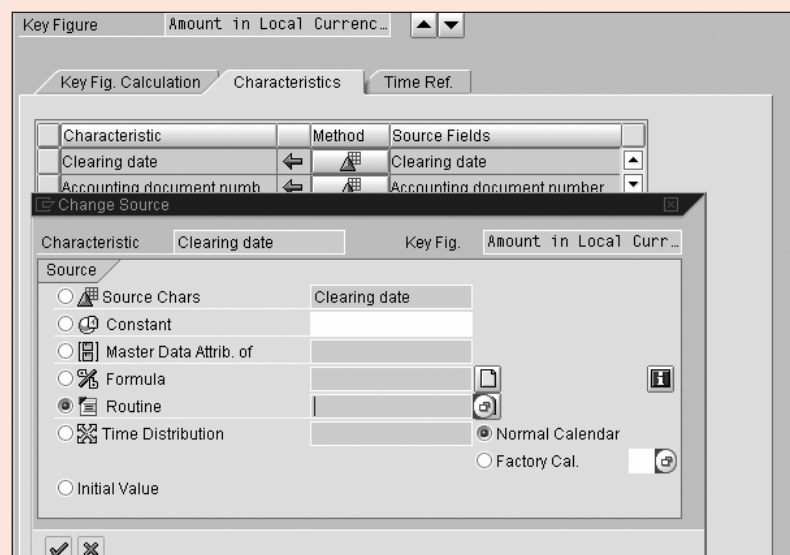 Key Figure Amount in Local Currenc…
Key Fig. Calculation Characteristics Time Ref.
Characteristic Method Source Fields
Clearing date Clearing date
Accounting document numb Accounting document number
Change Source
Characteristic Clearing date Key Fig. Amount in Local Curr…
Source
Source Chars Clearing date
Constant
Master Data Attrib. of
Formula
Routine
Time Distribution Normal Calendar
Factory Cal.
Initial Value